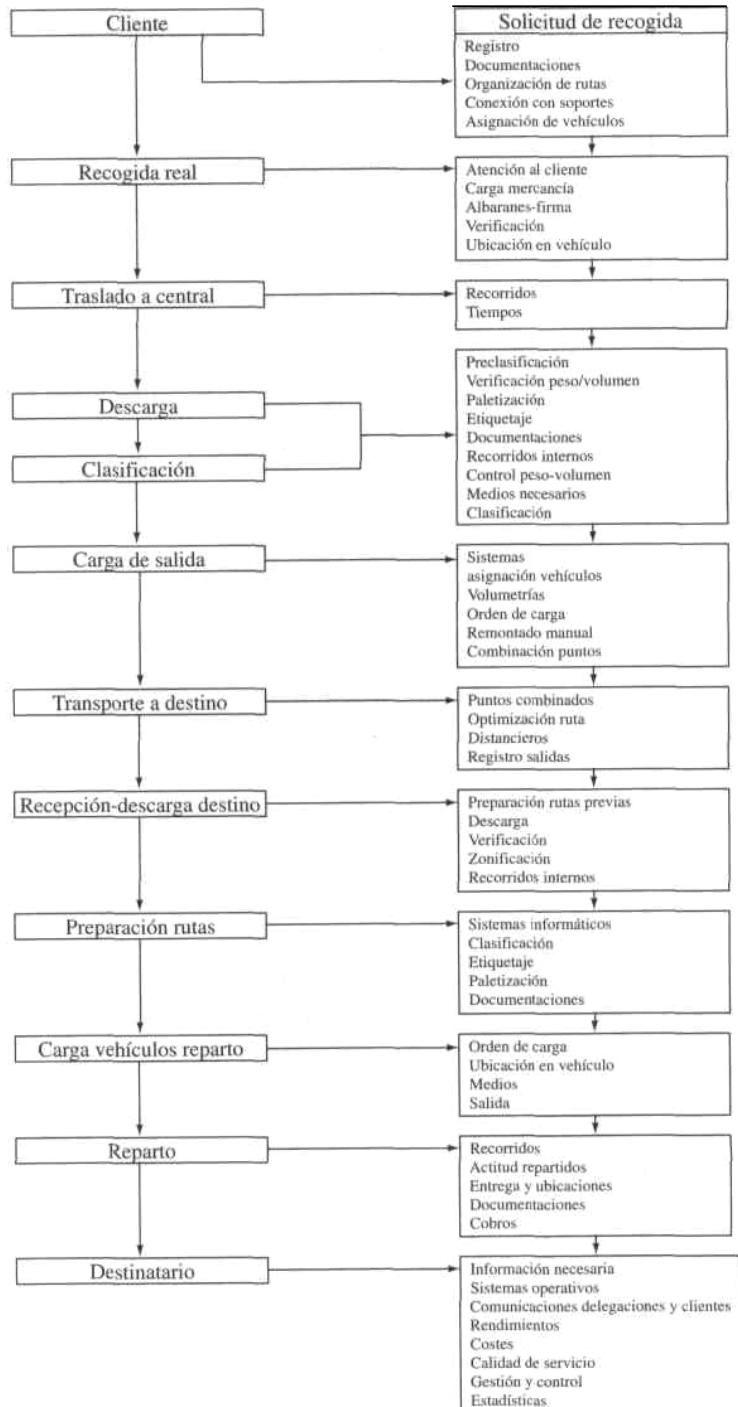 Cliente
Solicitud de recogida
Registro
Documentaciones
Organización de rutas
Conexión con soportes
Asignación de vehículos
Recogida real
Atención al cliente
Carga mercancía
Albaranes-firma
Verificación
Ubicación en vehículo
Traslado a central
Recorridos
Tiempos
Descarga
Clasificación
Preclasificación
Verificación peso/volumen
Paletización
Etiquetaje
Documentaciones
Recorridos internos
Control peso-volumen
Medios necesarios
Clasificación
Carga de salida
Sistemas
asignación vehículos
Volumetrías
Orden de carga
Remontado manual
Combinación puntos
Transporte a destino
Puntos combinados
Optimización ruta
Distancieros
Registro salidas
Recepción-descarga destino
Preparación rutas previas
Descarga
Verificación
Zonificación
Recorridos internos
Preparación rutas
Sistemas informáticos
Clasificación
Etiquetaje
Paletización
Documentaciones
Carga vehículos reparto
Orden de carga
Ubicación en vehículo
Medios
Salida
Reparto
Recorridos
Actitud repartidos
Entrega y ubicaciones
Documentaciones
Cobros
Destinatario
Información necesaria
Sistemas operativos
Comunicaciones delegaciones y clientes
Rendimientos
Costes
Calidad de servicio
Gestión y control
Estadísticas